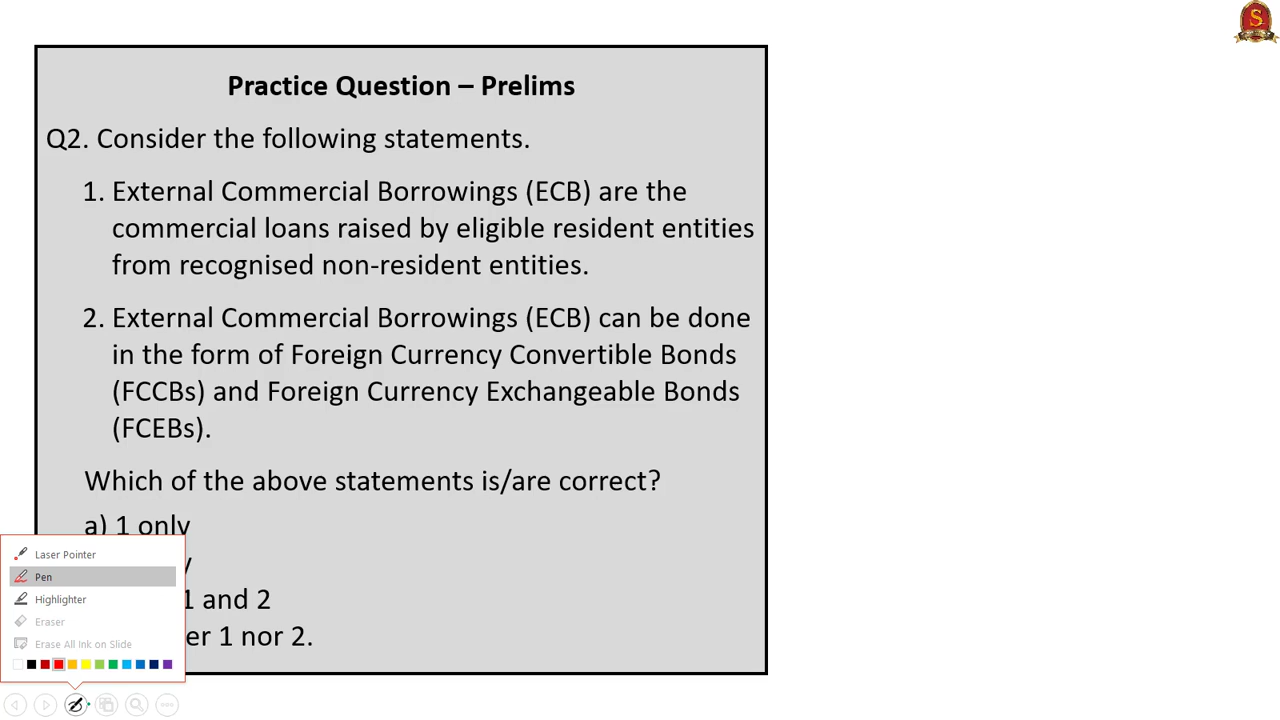 Practice Question – Prelims
Q2. Consider the following statements.
1. External Commercial Borrowings (ECB) are the
commercial loans raised by eligible resident entities
from recognised non-resident entities.
2. External Commercial Borrowings (ECB) can be done
in the form of Foreign Currency Convertible Bonds
(FCCBs) and Foreign Currency Exchangeable Bonds
(FCEBs).
Which of the above statements is/are correct?
a) 1 only
1 and 2
1 nor 2.
Laser Pointer
Pen
Highlighter
Eraser
Erase All Ink on Slide
S